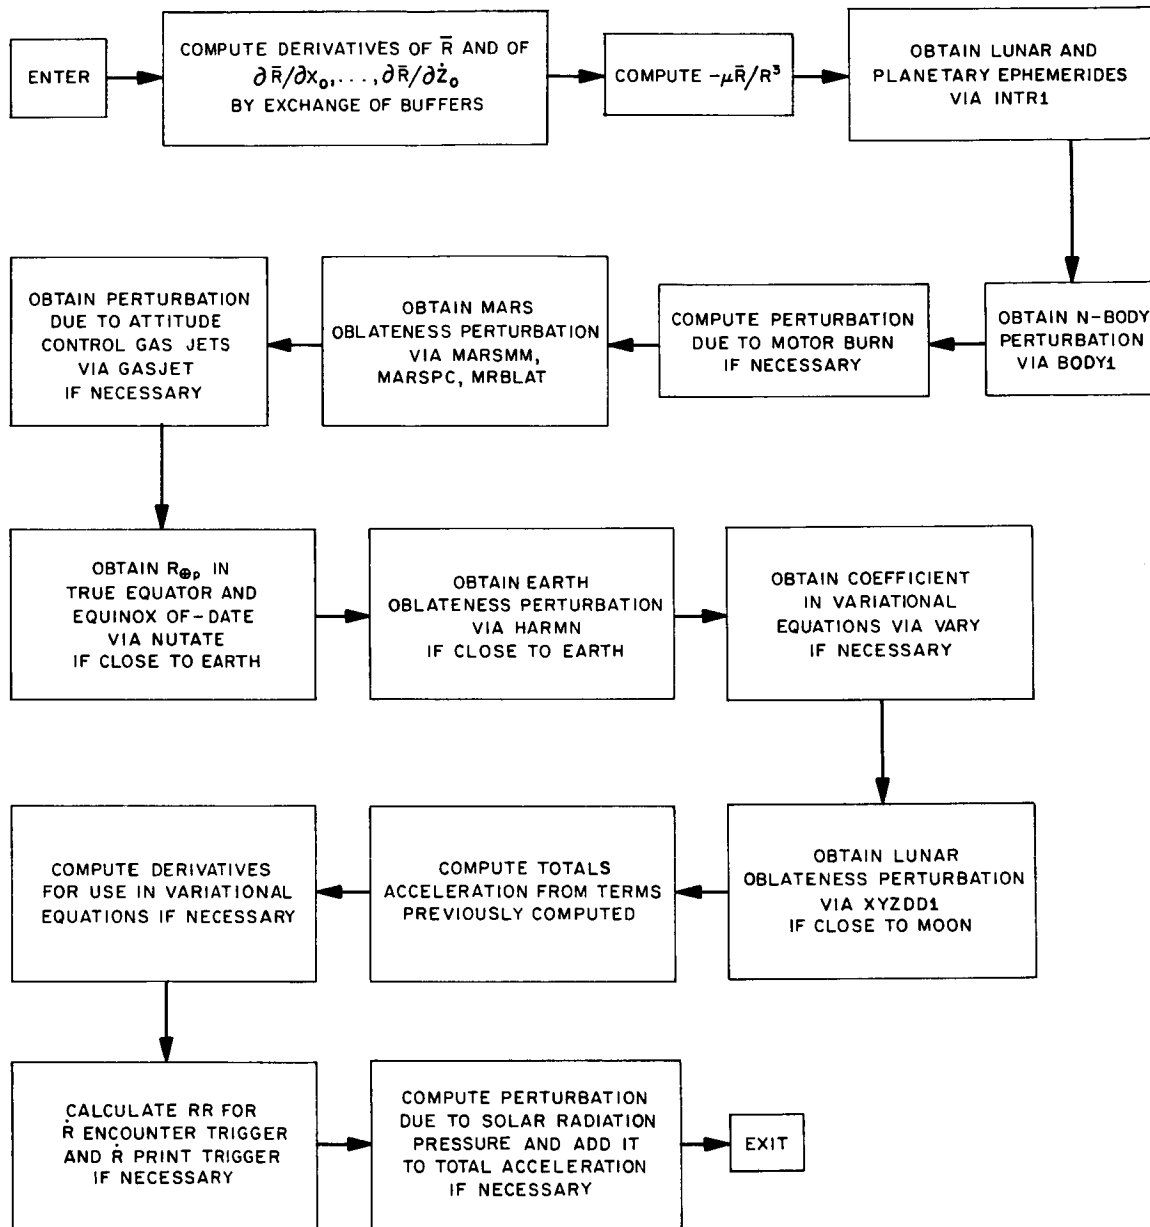 ENTER
COMPUTE DERIVATIVES OF R̄ AND OF
∂R̄/∂X₀,...,∂R̄/∂Ż₀
BY EXCHANGE OF BUFFERS
COMPUTE -μR̄/R³
OBTAIN LUNAR AND
PLANETARY EPHEMERIDES
VIA INTR1
OBTAIN N-BODY
PERTURBATION
VIA BODY1
COMPUTE PERTURBATION
DUE TO MOTOR BURN
IF NECESSARY
OBTAIN MARS
OBLATENESS PERTURBATION
VIA MARSMM,
MARSPC, MRBLAT
OBTAIN PERTURBATION
DUE TO ATTITUDE
CONTROL GAS JETS
VIA GASJET
IF NECESSARY
OBTAIN R⊕p IN
TRUE EQUATOR AND
EQUINOX OF-DATE
VIA NUTATE
IF CLOSE TO EARTH
OBTAIN EARTH
OBLATENESS PERTURBATION
VIA HARMN
IF CLOSE TO EARTH
OBTAIN COEFFICIENT
IN VARIATIONAL
EQUATIONS VIA VARY
IF NECESSARY
OBTAIN LUNAR
OBLATENESS PERTURBATION
VIA XYZDD1
IF CLOSE TO MOON
COMPUTE TOTALS
ACCELERATION FROM TERMS
PREVIOUSLY COMPUTED
COMPUTE DERIVATIVES
FOR USE IN VARIATIONAL
EQUATIONS IF NECESSARY
CALCULATE RR FOR
Ṙ ENCOUNTER TRIGGER
AND Ṙ PRINT TRIGGER
IF NECESSARY
COMPUTE PERTURBATION
DUE TO SOLAR RADIATION
PRESSURE AND ADD IT
TO TOTAL ACCELERATION
IF NECESSARY
EXIT